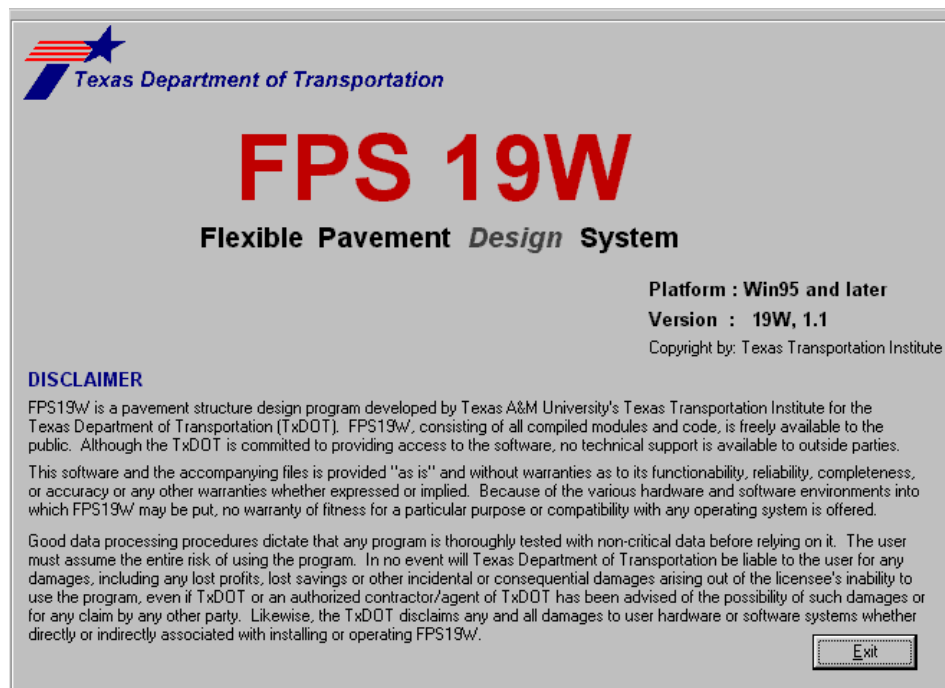 Texas Department of Transportation
FPS 19W
Flexible Pavement Design System
Platform : Win95 and later
Version : 19W, 1.1
Copyright by: Texas Transportation Institute
DISCLAIMER
FPS19W is a pavement structure design program developed by Texas A&M University's Texas Transportation Institute for the
Texas Department of Transportation (TxDOT). FPS19W, consisting of all compiled modules and code, is freely available to the
public. Although the TxDOT is committed to providing access to the software, no technical support is available to outside parties.
This software and the accompanying files is provided "as is" and without warranties as to its functionality, reliability, completeness,
or accuracy or any other warranties whether expressed or implied. Because of the various hardware and software environments into
which FPS19W may be put, no warranty of fitness for a particular purpose or compatibility with any operating system is offered.
Good data processing procedures dictate that any program is thoroughly tested with non-critical data before relying on it. The user
must assume the entire risk of using the program. In no event will Texas Department of Transportation be liable to the user for any
damages, including any lost profits, lost savings or other incidental or consequential damages arising out of the licensee's inability to
use the program, even if TxDOT or an authorized contractor/agent of TxDOT has been advised of the possibility of such damages or
for any claim by any other party. Likewise, the TxDOT disclaims any and all damages to user hardware or software systems whether
directly or indirectly associated with installing or operating FPS19W.
Exit